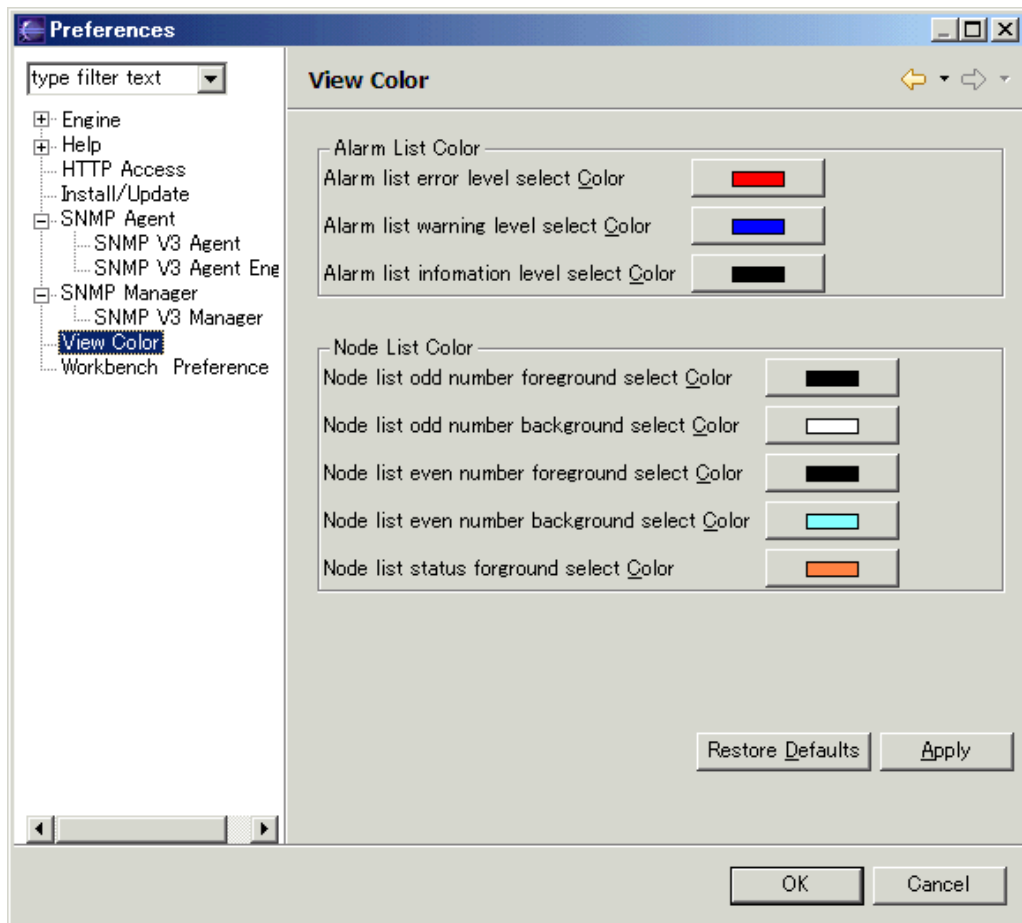 Preferences
type filter text
View Color
Engine
Help
HTTP Access
Install/Update
SNMP Agent
SNMP V3 Agent
SNMP V3 Agent Eng
SNMP Manager
SNMP V3 Manager
View Color
Workbench Preference
Alarm List Color
Alarm list error level select Color
Alarm list warning level select Color
Alarm list infomation level select Color
Node List Color
Node list odd number foreground select Color
Node list odd number background select Color
Node list even number foreground select Color
Node list even number background select Color
Node list status forground select Color
Restore Defaults
Apply
OK
Cancel